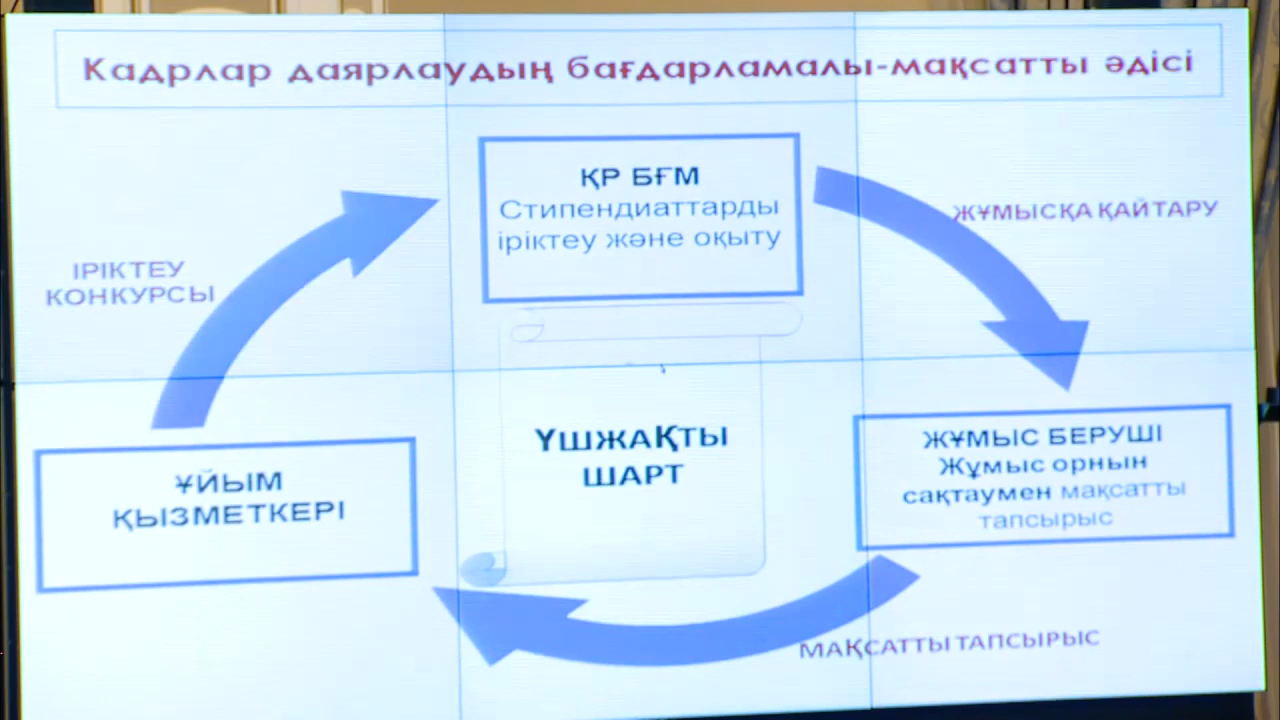 Кадрлар даярлаудың бағдарламалы-мақсатты әдісі
ҚР БҒМ
Стипендиаттарды
іріктеу және оқыту
ЖҰМЫСҚА ҚАЙТАРУ
ІРІКТЕУ
КОНКУРСЫ
ҮШЖАҚТЫ
ШАРТ
ЖҰМЫС БЕРУШІ
Жұмыс орнын
сақтаумен мақсатты
тапсырыс
ҰЙЫМ
ҚЫЗМЕТКЕРІ
МАҚСАТТЫ ТАПСЫРЫС